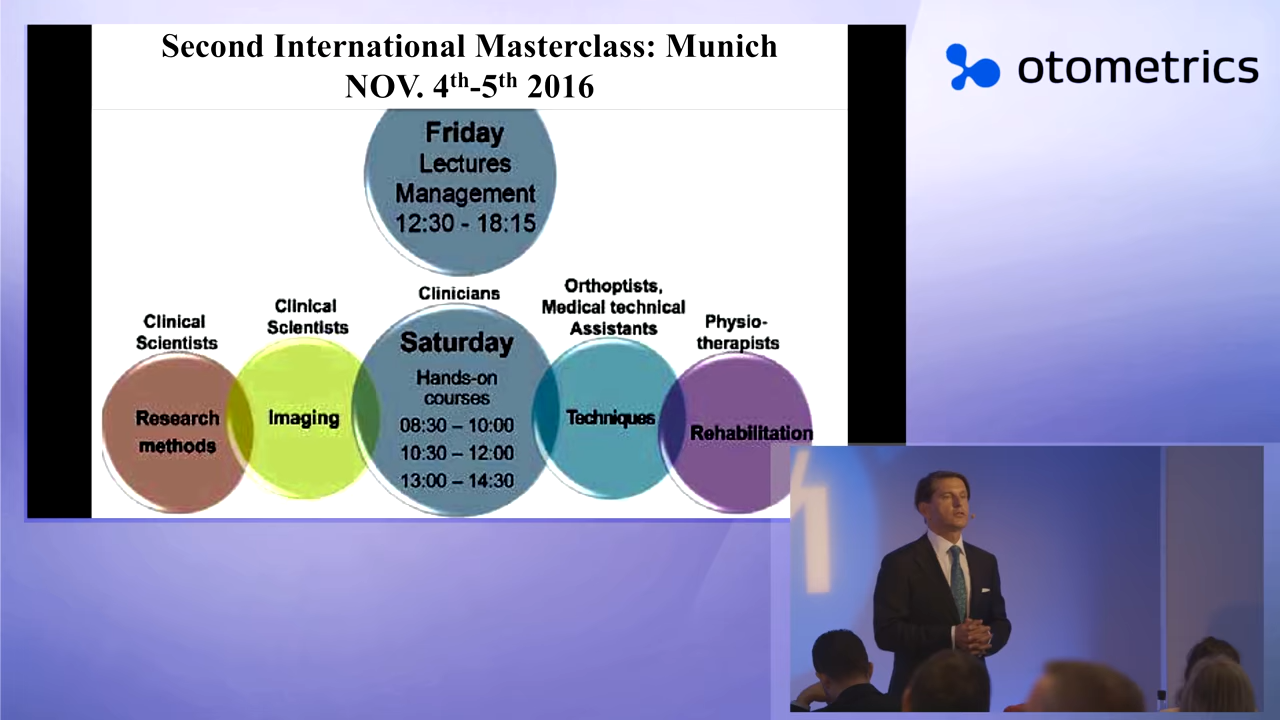 Second International Masterclass: Munich
NOV. 4th-5th 2016
otometrics
Friday
Lectures
Management
12:30 - 18:15
Clinical
Scientists
Research
methods
Clinical
Scientists
Imaging
Clinicians
Saturday
Hands-on
courses
08:30 – 10:00
10:30 – 12:00
13:00 – 14:30
Orthoptists,
Medical technical
Assistants
Techniques
Physio-
therapists
Rehabilitation